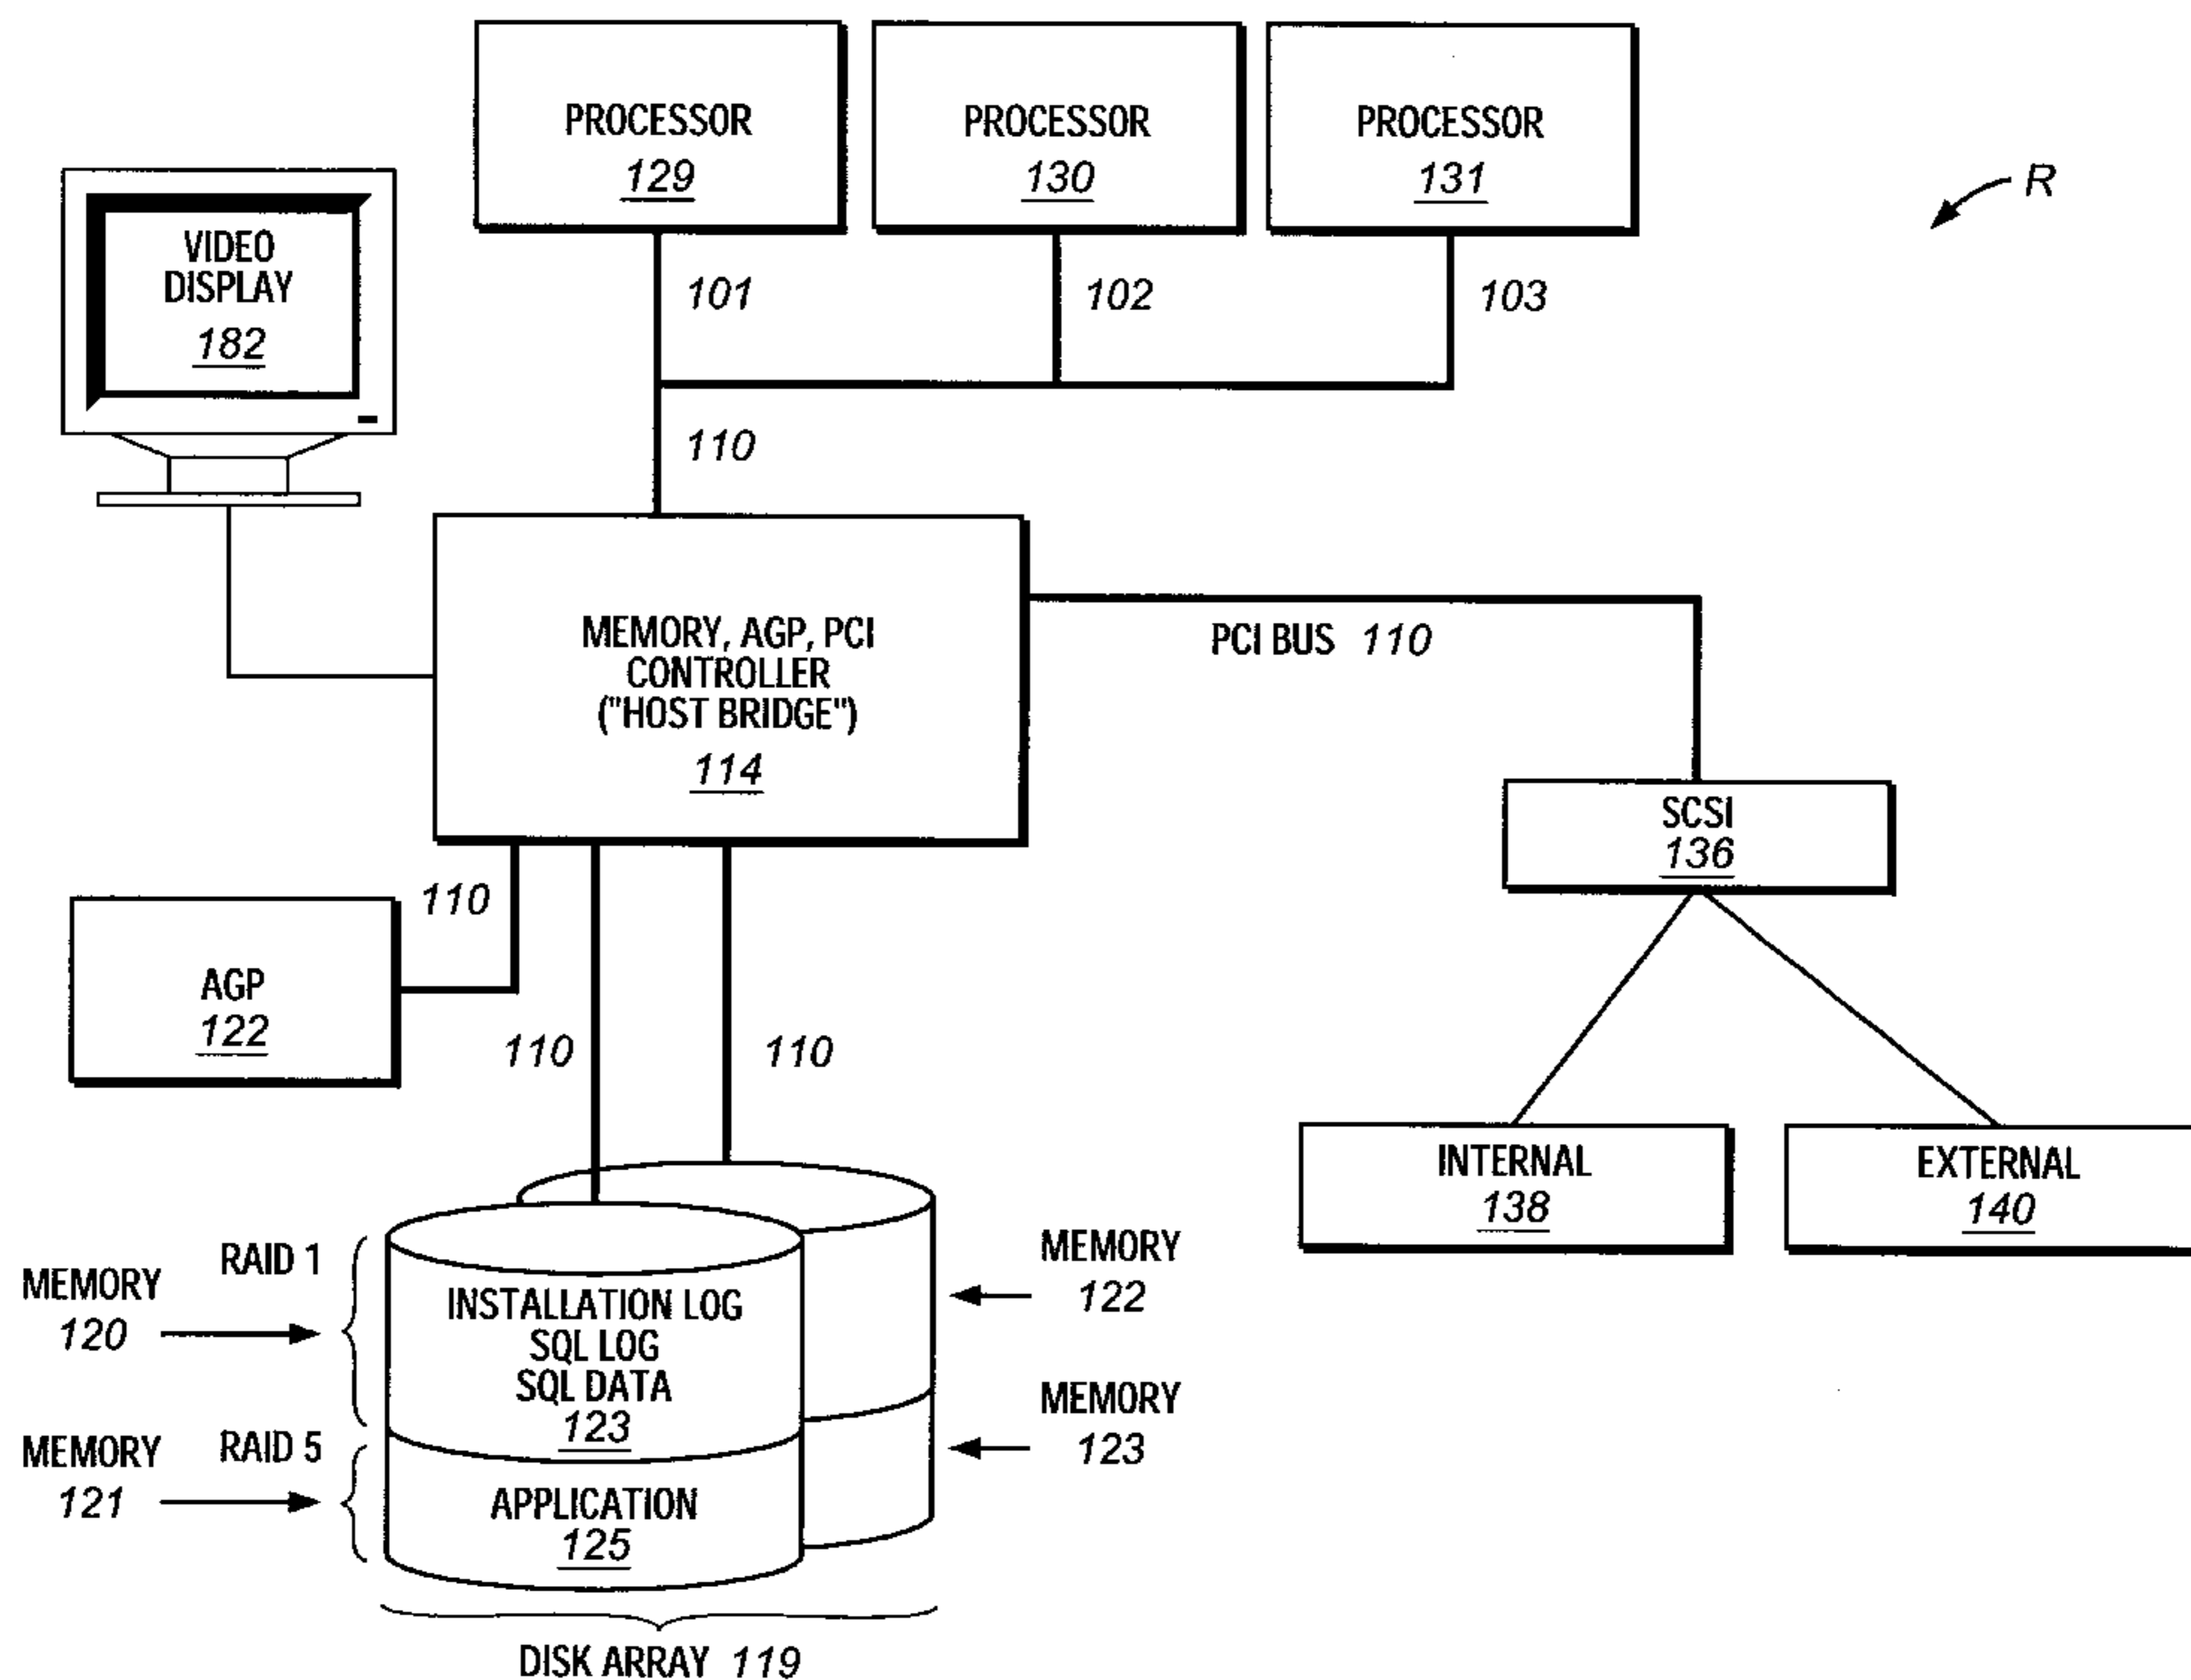 PROCESSOR
129
PROCESSOR
130
PROCESSOR
131
R
VIDEO
DISPLAY
182
101
102
103
110
MEMORY, AGP, PCI
CONTROLLER
("HOST BRIDGE")
114
PCI BUS 110
SCSI
136
110
AGP
122
110
110
INTERNAL
138
EXTERNAL
140
RAID 1
MEMORY
120
INSTALLATION LOG
SQL LOG
SQL DATA
123
MEMORY
122
MEMORY
123
RAID 5
MEMORY
121
APPLICATION
125
DISK ARRAY 119